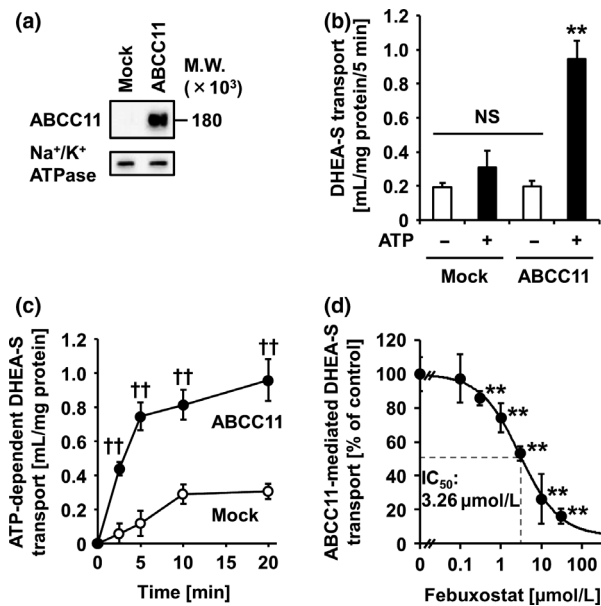 (a)
Mock
ABCC11
M.W.
(×10³)
ABCC11
180
Na⁺/K⁺
ATPase
(b)
DHEA-S transport
[mL/mg protein/5 min]
1.2
1.0
0.8
0.6
0.4
0.2
0
NS
**
ATP
– + – +
Mock ABCC11
(c)
ATP-dependent DHEA-S
transport [mL/mg protein]
1.2
1.0
0.8
0.6
0.4
0.2
0
††
††
††
††
ABCC11
Mock
0 5 10 15 20
Time [min]
(d)
ABCC11-mediated DHEA-S
transport [% of control]
120
100
80
60
40
20
0
**
**
**
**
**
IC₅₀:
3.26 μmol/L
0 0.1 1 10 100
Febuxostat [μmol/L]